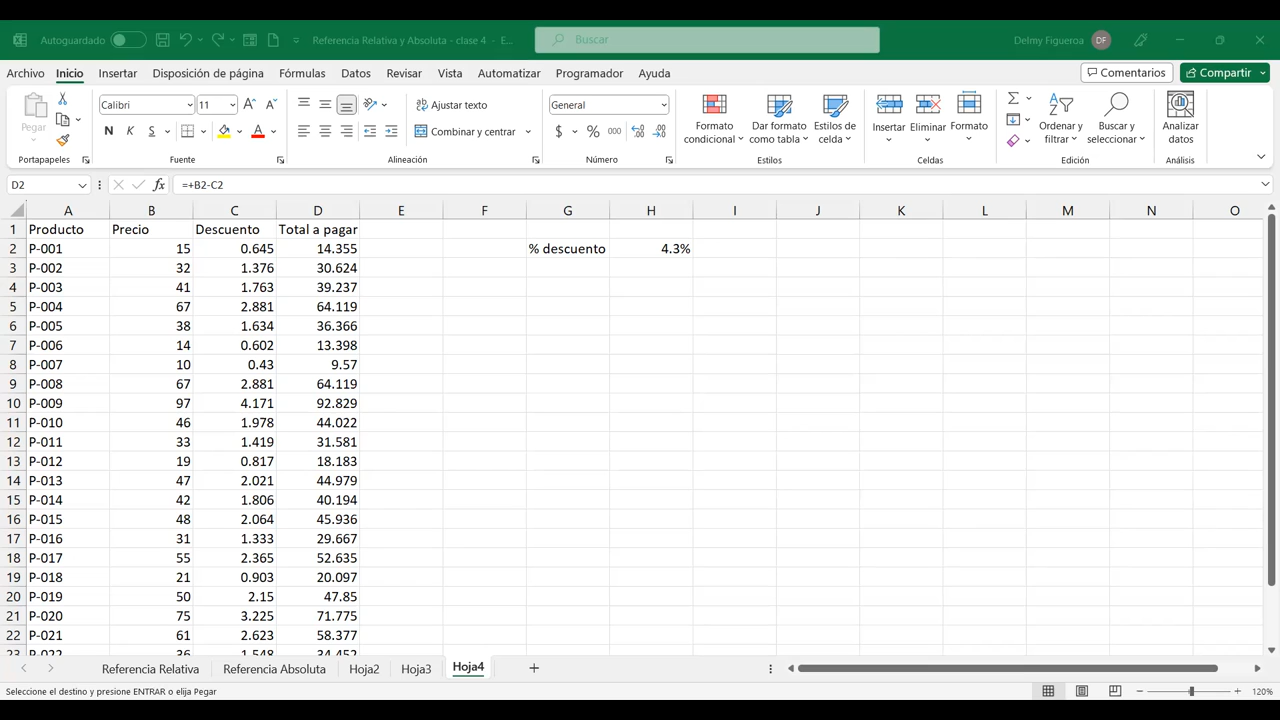 Autoguardado
Referencia Relativa y Absoluta - clase 4 - E...
Buscar
Delmy Figueroa DF
Archivo Inicio Insertar Disposición de página Fórmulas Datos Revisar Vista Automatizar Programador Ayuda Comentarios Compartir
Pegar
Portapapeles
Calibri 11
N K S
Fuente
Ajustar texto
Combinar y centrar
Alineación
General
$ % 000
Número
Formato condicional
Dar formato como tabla
Estilos de celda
Estilos
Insertar
Eliminar
Formato
Celdas
Ordenar y filtrar
Buscar y seleccionar
Edición
Analizar datos
Análisis
D2 fx =+B2-C2
A B C D E F G H I J K L M N O
1 Producto Precio Descuento Total a pagar
2 P-001 15 0.645 14.355 % descuento 4.3%
3 P-002 32 1.376 30.624
4 P-003 41 1.763 39.237
5 P-004 67 2.881 64.119
6 P-005 38 1.634 36.366
7 P-006 14 0.602 13.398
8 P-007 10 0.43 9.57
9 P-008 67 2.881 64.119
10 P-009 97 4.171 92.829
11 P-010 46 1.978 44.022
12 P-011 33 1.419 31.581
13 P-012 19 0.817 18.183
14 P-013 47 2.021 44.979
15 P-014 42 1.806 40.194
16 P-015 48 2.064 45.936
17 P-016 31 1.333 29.667
18 P-017 55 2.365 52.635
19 P-018 21 0.903 20.097
20 P-019 50 2.15 47.85
21 P-020 75 3.225 71.775
22 P-021 61 2.623 58.377
23 P-022 36 1.548 34.452
Referencia Relativa Referencia Absoluta Hoja2 Hoja3 Hoja4
Seleccione el destino y presione ENTRAR o elija Pegar
120%